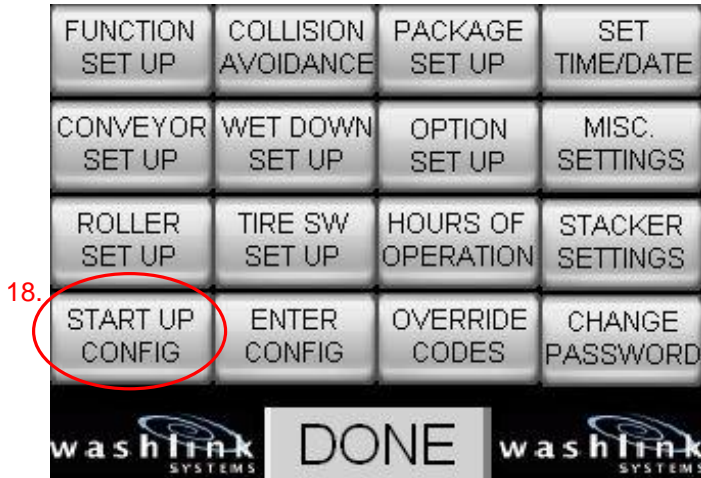 FUNCTION
SET UP
COLLISION
AVOIDANCE
PACKAGE
SET UP
SET
TIME/DATE
CONVEYOR
SET UP
WET DOWN
SET UP
OPTION
SET UP
MISC.
SETTINGS
ROLLER
SET UP
TIRE SW
SET UP
HOURS OF
OPERATION
STACKER
SETTINGS
18.
START UP
CONFIG
ENTER
CONFIG
OVERRIDE
CODES
CHANGE
PASSWORD
washlink
SYSTEMS
DONE
washlink
SYSTEMS